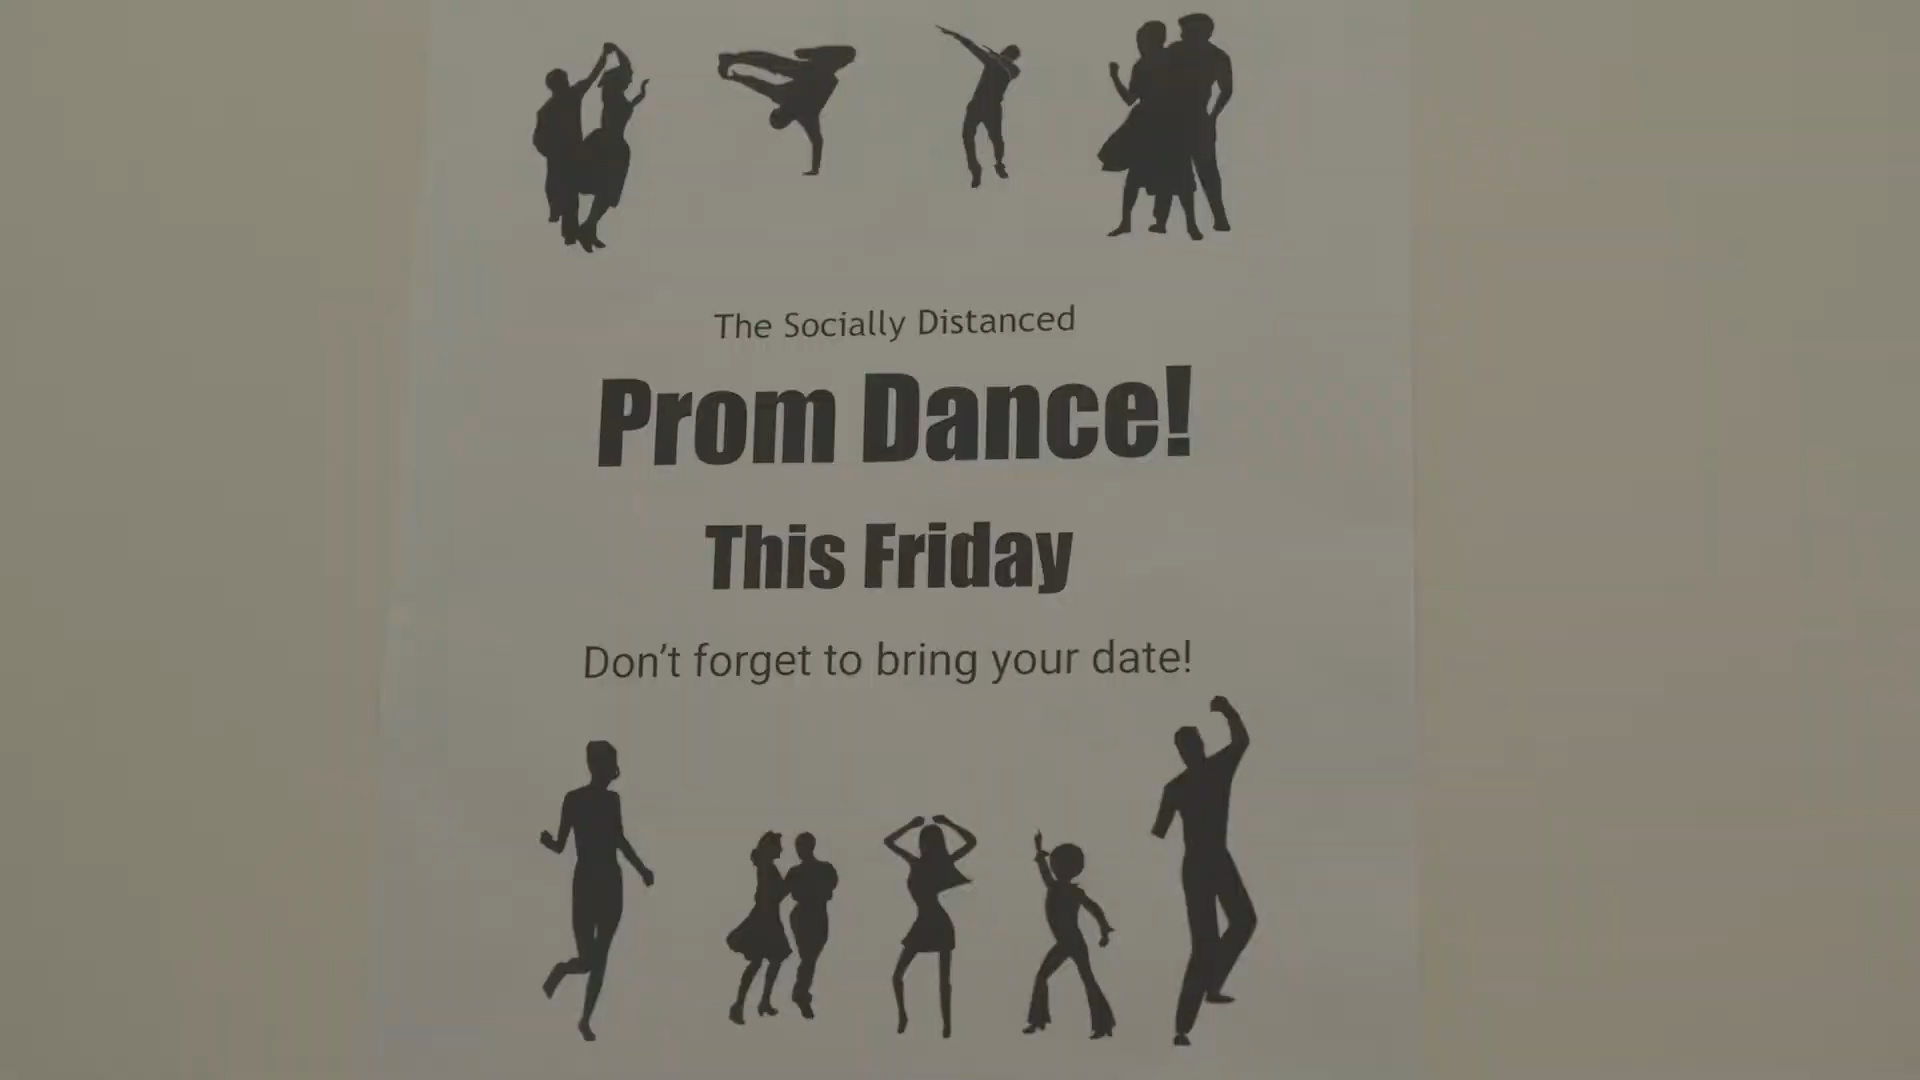 The Socially Distanced
Prom Dance!
This Friday
Don't forget to bring your date!